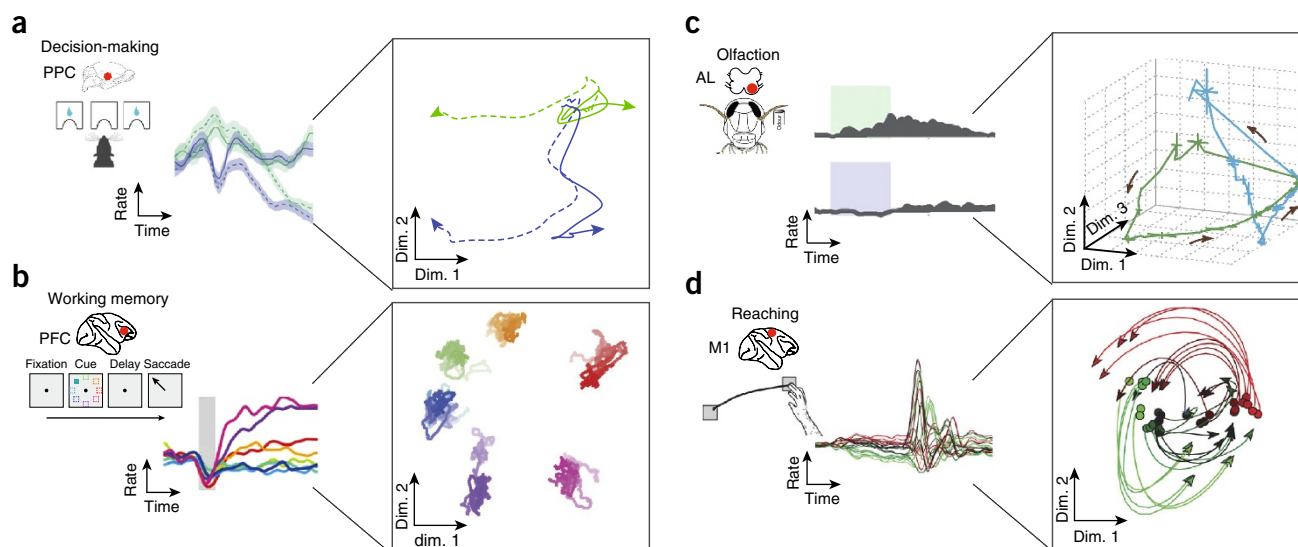 a
Decision-making
PPC
Rate
Time
Dim. 2
Dim. 1
b
Working memory
PFC
Fixation Cue Delay Saccade
Rate
Time
Dim. 2
dim. 1
c
Olfaction
AL
Odour
Rate
Time
Dim. 2
Dim. 3
Dim. 1
d
Reaching
M1
Rate
Time
Dim. 2
Dim. 1